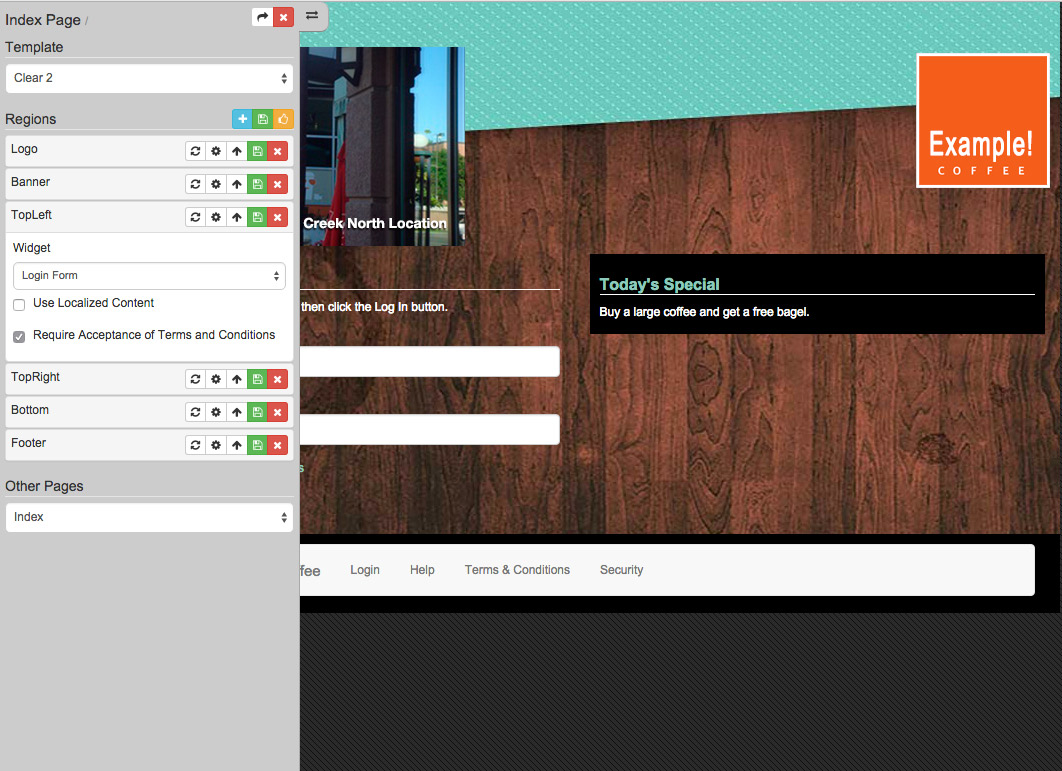 Index Page /
Template
Clear 2
Regions
Logo
Banner
TopLeft
Widget
Login Form
Use Localized Content
Require Acceptance of Terms and Conditions
TopRight
Bottom
Footer
Other Pages
Index
Creek North Location
Example!
COFFEE
then click the Log In button.
Today's Special
Buy a large coffee and get a free bagel.
s
fee Login Help Terms & Conditions Security